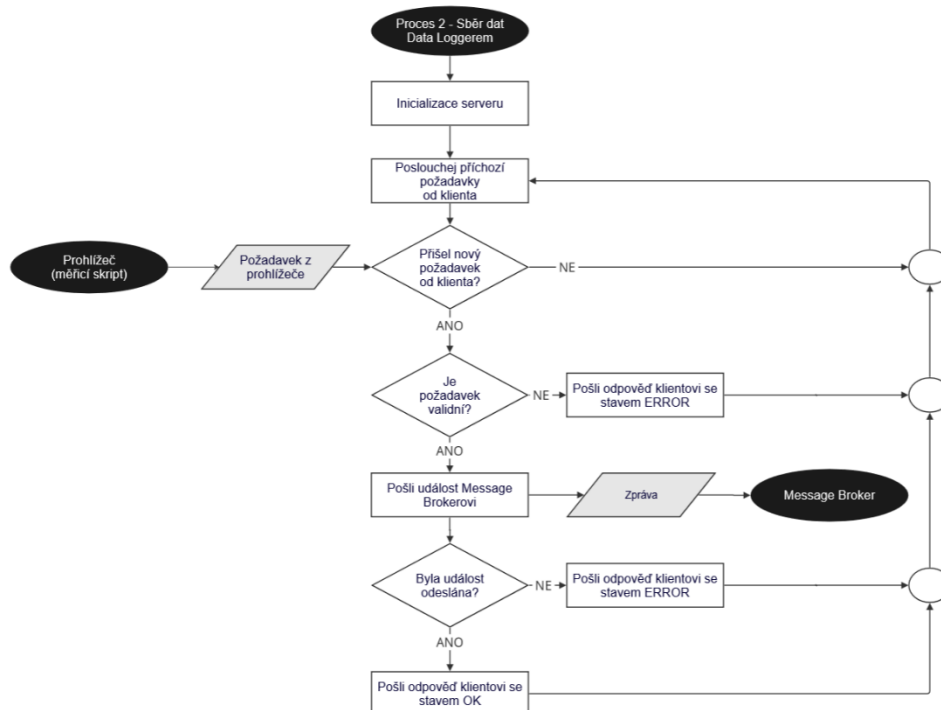 Proces 2 - Sběr dat
Data Loggerem
Inicializace serveru
Poslouchej příchozí
požadavky
od klienta
Prohlížeč
(měřicí skript)
Požadavek z
prohlížeče
Přišel nový
požadavek
od klienta?
NE
ANO
Je
požadavek
validní?
NE
Pošli odpověď klientovi se
stavem ERROR
ANO
Pošli událost Message
Brokerovi
Zpráva
Message Broker
Byla událost
odeslána?
NE
Pošli odpověď klientovi se
stavem ERROR
ANO
Pošli odpověď klientovi se
stavem OK